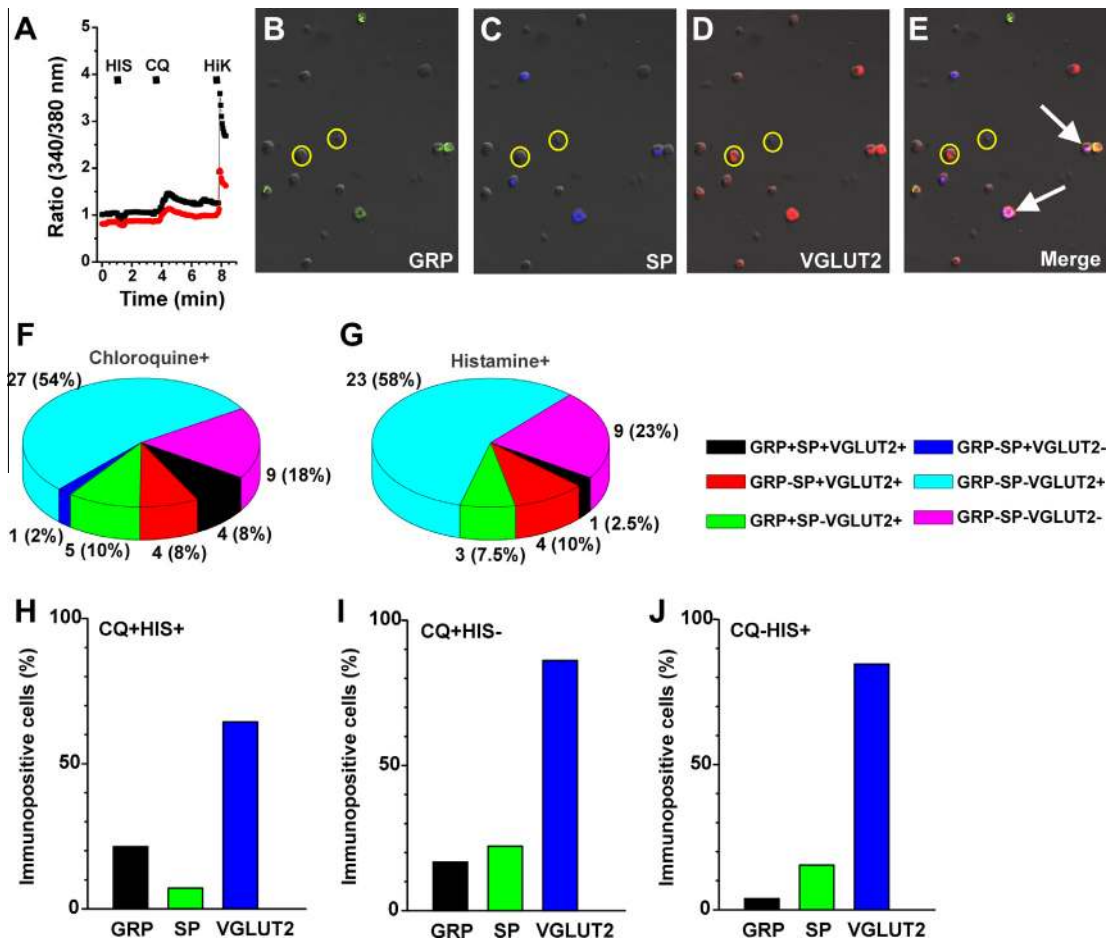 A
HIS CQ HiK
Ratio (340/380 nm)
5
4
3
2
1
0
0 2 4 6 8
Time (min)
B
GRP
C
SP
D
VGLUT2
E
Merge
F
Chloroquine+
27 (54%)
9 (18%)
4 (8%)
4 (8%)
5 (10%)
1 (2%)
G
Histamine+
23 (58%)
9 (23%)
1 (2.5%)
4 (10%)
3 (7.5%)
GRP+SP+VGLUT2+
GRP-SP+VGLUT2+
GRP+SP-VGLUT2+
GRP-SP+VGLUT2-
GRP-SP-VGLUT2+
GRP-SP-VGLUT2-
H
CQ+HIS+
Immunopositive cells (%)
100
50
0
GRP SP VGLUT2
I
CQ+HIS-
Immunopositive cells (%)
100
50
0
GRP SP VGLUT2
J
CQ-HIS+
Immunopositive cells (%)
100
50
0
GRP SP VGLUT2